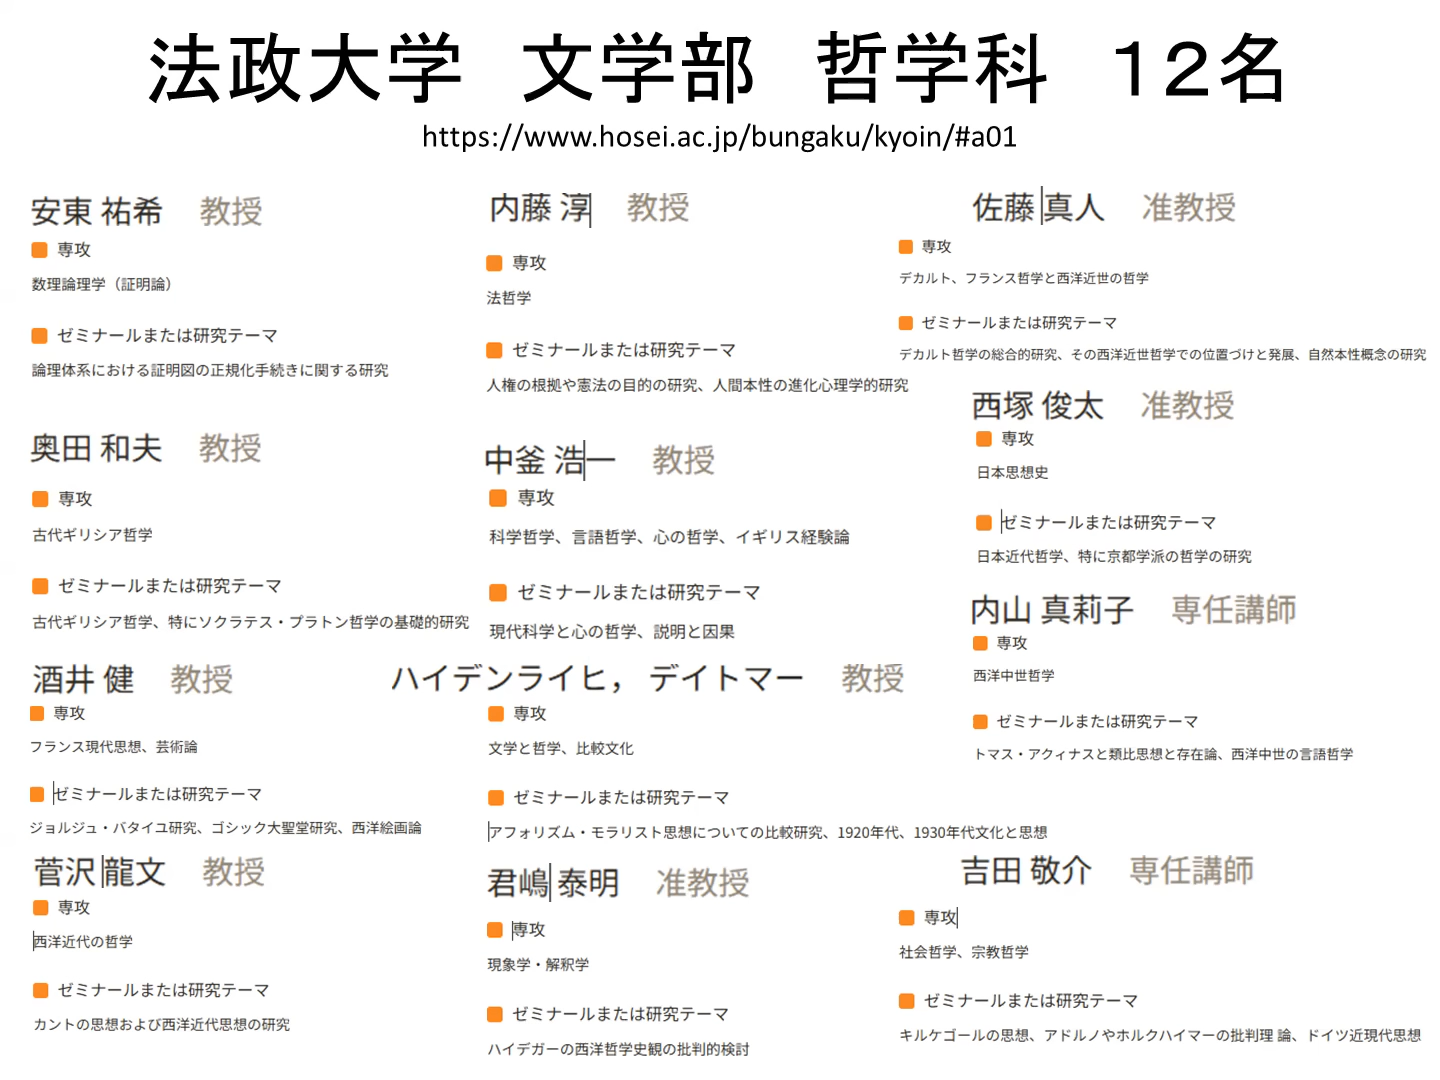 法政大学　文学部　哲学科　１２名
https://www.hosei.ac.jp/bungaku/kyoin/#a01
安東 祐希　教授
専攻
数理論理学（証明論）
ゼミナールまたは研究テーマ
論理体系における証明図の正規化手続きに関する研究
奥田 和夫　教授
専攻
古代ギリシア哲学
ゼミナールまたは研究テーマ
古代ギリシア哲学、特にソクラテス・プラトン哲学の基礎的研究
酒井 健　教授
専攻
フランス現代思想、芸術論
ゼミナールまたは研究テーマ
ジョルジュ・バタイユ研究、ゴシック大聖堂研究、西洋絵画論
菅沢 龍文　教授
専攻
西洋近代の哲学
ゼミナールまたは研究テーマ
カントの思想および西洋近代思想の研究
内藤 淳　教授
専攻
法哲学
ゼミナールまたは研究テーマ
人権の根拠や憲法の目的の研究、人間本性の進化心理学的研究
中釜 浩一　教授
専攻
科学哲学、言語哲学、心の哲学、イギリス経験論
ゼミナールまたは研究テーマ
現代科学と心の哲学、説明と因果
ハイデンライヒ， デイトマー　教授
専攻
文学と哲学、比較文化
ゼミナールまたは研究テーマ
アフォリズム・モラリスト思想についての比較研究、1920年代、1930年代文化と思想
君嶋 泰明　准教授
専攻
現象学・解釈学
ゼミナールまたは研究テーマ
ハイデガーの西洋哲学史観の批判的検討
佐藤 真人　准教授
専攻
デカルト、フランス哲学と西洋近世の哲学
ゼミナールまたは研究テーマ
デカルト哲学の総合的研究、その西洋近世哲学での位置づけと発展、自然本性概念の研究
西塚 俊太　准教授
専攻
日本思想史
ゼミナールまたは研究テーマ
日本近代哲学、特に京都学派の哲学の研究
内山 真莉子　専任講師
専攻
西洋中世哲学
ゼミナールまたは研究テーマ
トマス・アクィナスと類比思想と存在論、西洋中世の言語哲学
吉田 敬介　専任講師
専攻
社会哲学、宗教哲学
ゼミナールまたは研究テーマ
キルケゴールの思想、アドルノやホルクハイマーの批判理 論、ドイツ近現代思想